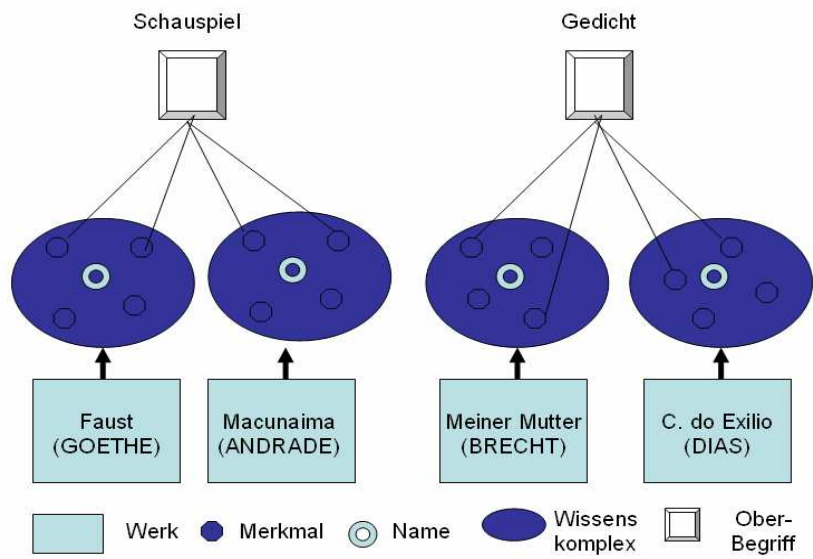 Schauspiel
Gedicht
Faust
(GOETHE)
Macunaima
(ANDRADE)
Meiner Mutter
(BRECHT)
C. do Exilio
(DIAS)
Werk
Merkmal
Name
Wissens
komplex
Ober-
Begriff